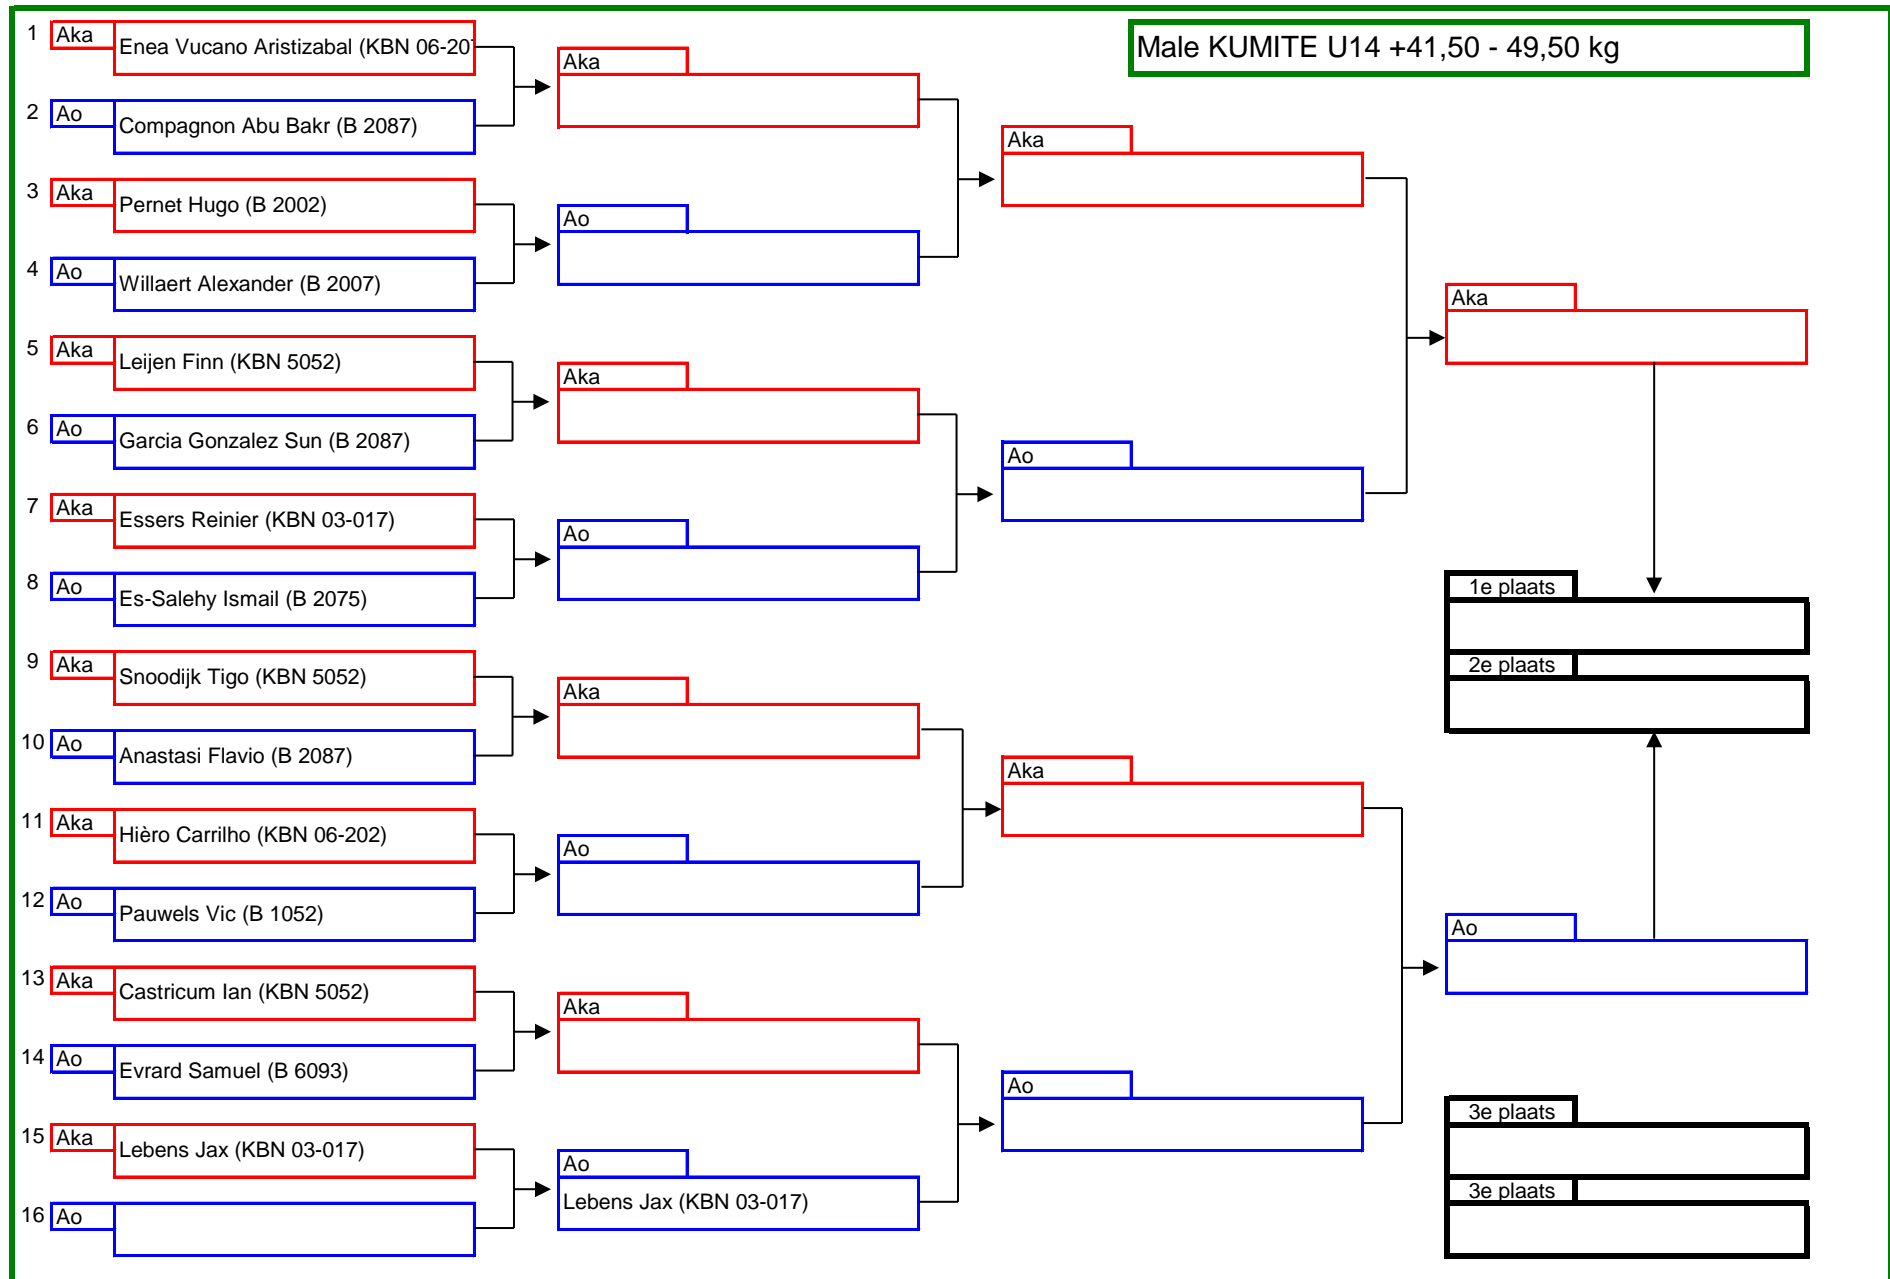 Male KUMITE U14 +41,50 - 49,50 kg
1 Aka
Enea Vucano Aristizabal (KBN 06-20
2 Ao
Compagnon Abu Bakr (B 2087)
3 Aka
Pernet Hugo (B 2002)
4 Ao
Willaert Alexander (B 2007)
5 Aka
Leijen Finn (KBN 5052)
6 Ao
Garcia Gonzalez Sun (B 2087)
7 Aka
Essers Reinier (KBN 03-017)
8 Ao
Es-Salehy Ismail (B 2075)
9 Aka
Snoodijk Tigo (KBN 5052)
10 Ao
Anastasi Flavio (B 2087)
11 Aka
Hièro Carrilho (KBN 06-202)
12 Ao
Pauwels Vic (B 1052)
13 Aka
Castricum Ian (KBN 5052)
14 Ao
Evrard Samuel (B 6093)
15 Aka
Lebens Jax (KBN 03-017)
16 Ao
Aka
Ao
Aka
Ao
Aka
Ao
Aka
Ao
Lebens Jax (KBN 03-017)
Aka
Ao
Aka
Ao
Aka
1e plaats
2e plaats
Ao
3e plaats
3e plaats